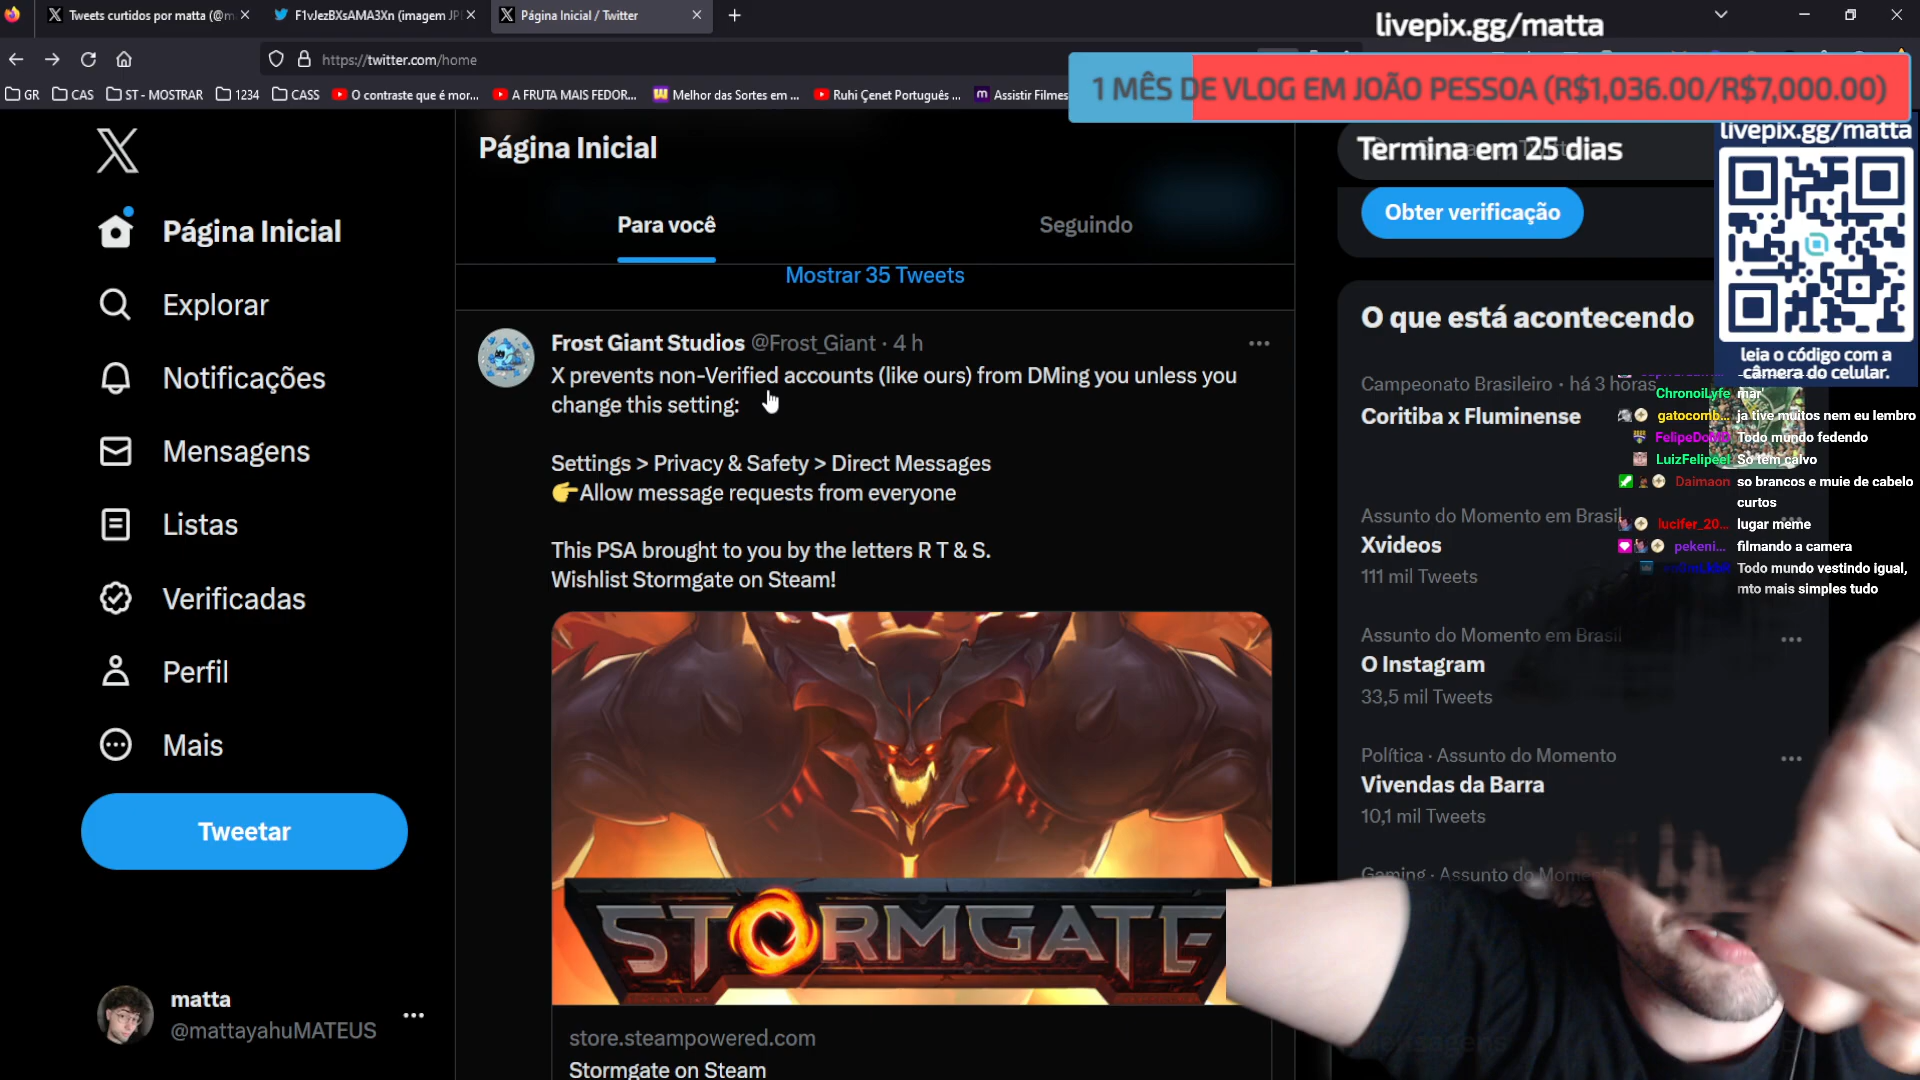 Tweets curtidos por matta (@m
F1vJezBXsAMA3Xn (imagem JP
Página Inicial / Twitter
livepix.gg/matta
https://twitter.com/home
GR
CAS
ST - MOSTRAR
1234
CASS
O contraste que é mor...
A FRUTA MAIS FEDOR...
Melhor das Sortes em ...
Ruhi Çenet Português ...
Assistir Filmes
1 MÊS DE VLOG EM JOÃO PESSOA (R$1,036.00/R$7,000.00)
Termina em 25 dias
livepix.gg/matta
leia o código com a
câmera do celular.
Página Inicial
Explorar
Notificações
Mensagens
Listas
Verificadas
Perfil
Mais
Tweetar
matta
@mattayahuMATEUS
Página Inicial
Para você
Seguindo
Mostrar 35 Tweets
Frost Giant Studios @Frost_Giant · 4 h
X prevents non-Verified accounts (like ours) from DMing you unless you
change this setting:
Settings > Privacy & Safety > Direct Messages
👉Allow message requests from everyone
This PSA brought to you by the letters R T & S.
Wishlist Stormgate on Steam!
STORMGATE
store.steampowered.com
Stormgate on Steam
Obter verificação
O que está acontecendo
Campeonato Brasileiro · há 3 horas
Coritiba x Fluminense
Assunto do Momento em Brasil
Xvideos
111 mil Tweets
Assunto do Momento em Brasil
O Instagram
33,5 mil Tweets
Política · Assunto do Momento
Vivendas da Barra
10,1 mil Tweets
Gaming · Assunto do Mome
ChronoiLyfe mar'
gatocomb... ja tive muitos nem eu lembro
FelipeDoM Todo mundo fedendo
LuizFelipeel Só tem calvo
Daimaon so brancos e muie de cabelo
curtos
lucifer_20... lugar meme
pekeni... filmando a camera
Todo mundo vestindo igual,
mto mais simples tudo